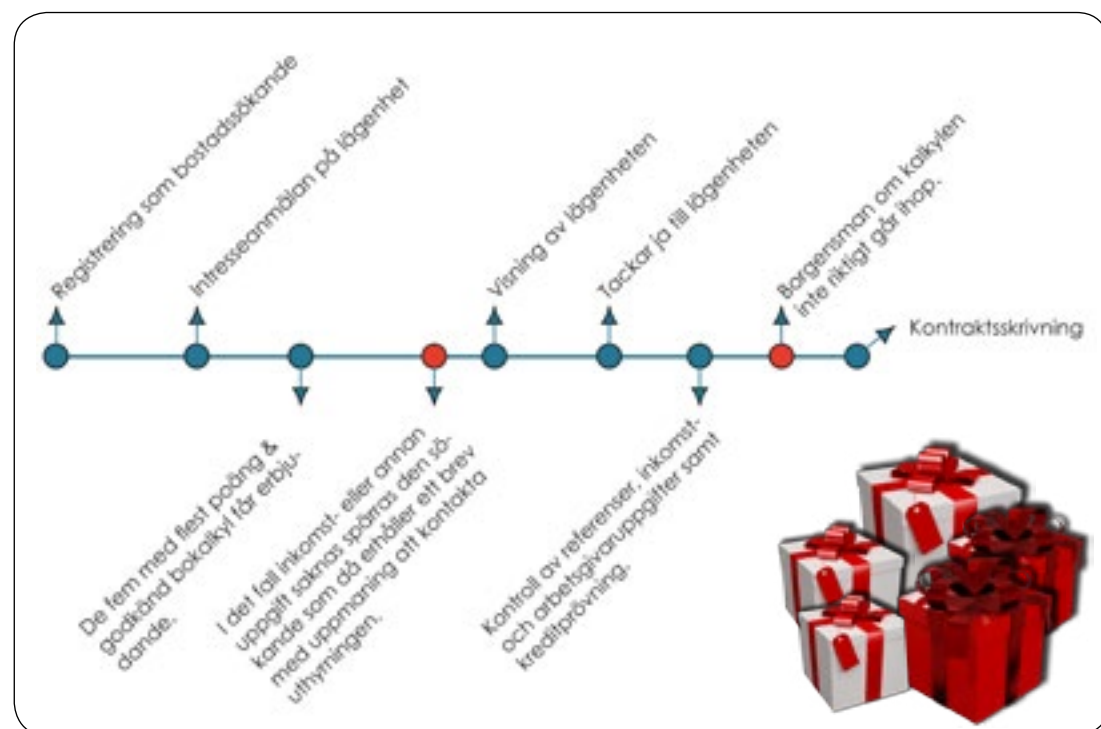 Registrering som bostadssökande
Intresseanmälan på lägenhet
De fem med flest poäng &
godkänd bokalkyl får erbju-
dande.
I det fall inkomst- eller annan
uppgift saknas spärras den sö-
kande som då erhåller ett brev
med uppmaning att kontakta
uthyrningen.
Visning av lägenheten
Tackar ja till lägenheten
Kontroll av referenser, inkomst-
och arbetsgivaruppgifter samt
kreditprövning.
Borgensman om kalkylen
inte riktigt går ihop.
Kontraktsskrivning